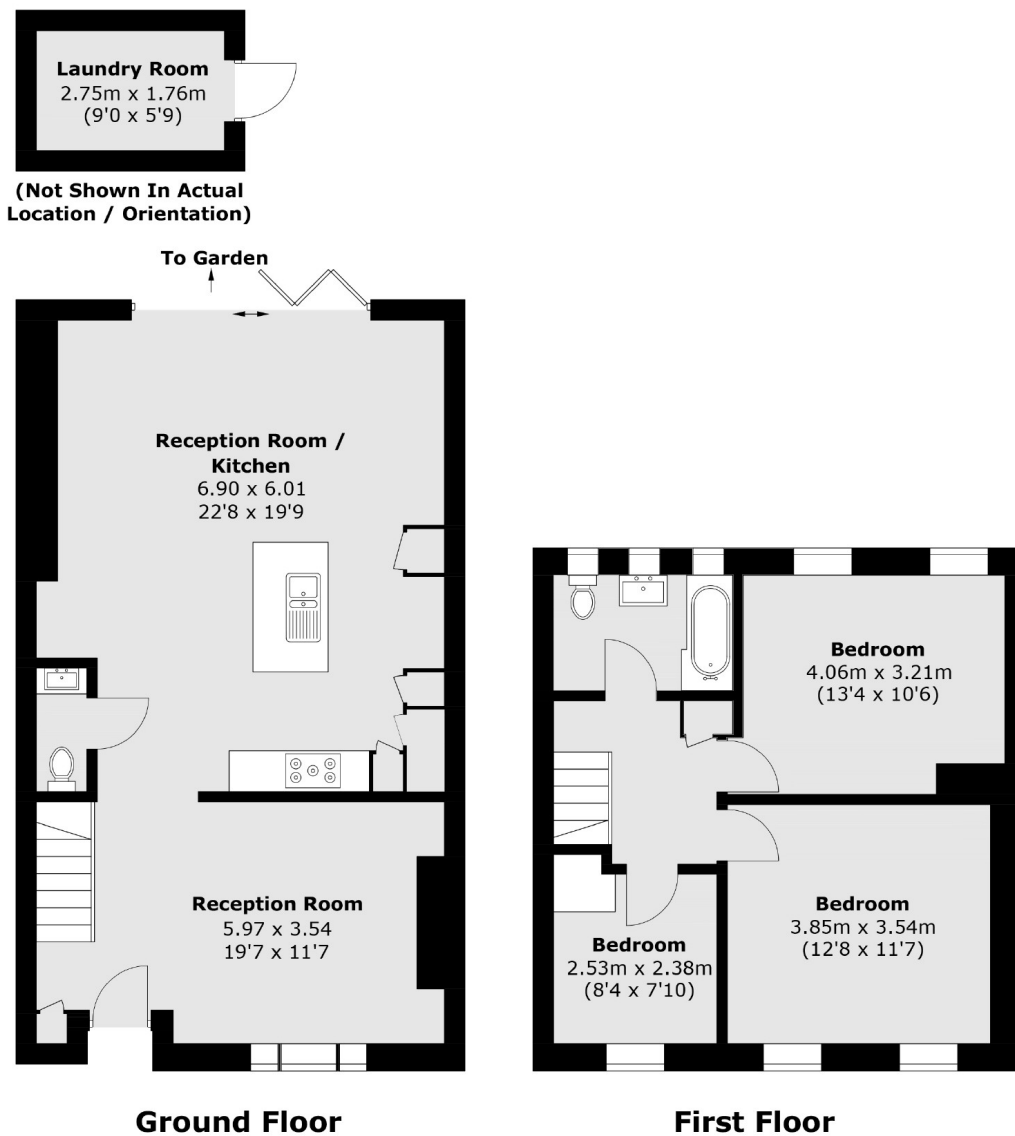 Laundry Room
2.75m x 1.76m
(9'0 x 5'9)
(Not Shown In Actual
Location / Orientation)
To Garden
Reception Room /
Kitchen
6.90 x 6.01
22'8 x 19'9
Reception Room
5.97 x 3.54
19'7 x 11'7
Ground Floor
Bedroom
4.06m x 3.21m
(13'4 x 10'6)
Bedroom
3.85m x 3.54m
(12'8 x 11'7)
Bedroom
2.53m x 2.38m
(8'4 x 7'10)
First Floor